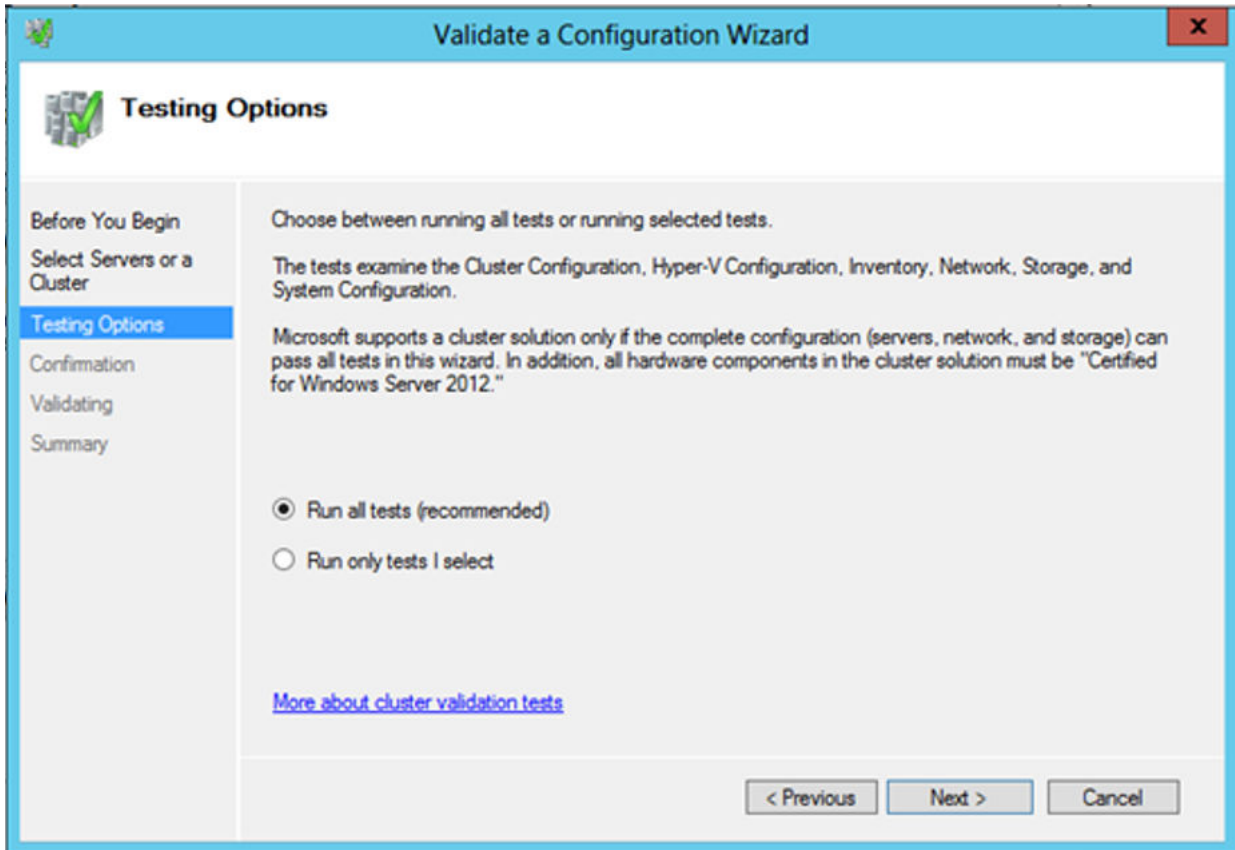 Validate a Configuration Wizard
x
Testing Options
Before You Begin
Select Servers or a
Cluster
Testing Options
Confirmation
Validating
Summary
Choose between running all tests or running selected tests.
The tests examine the Cluster Configuration, Hyper-V Configuration, Inventory, Network, Storage, and
System Configuration.
Microsoft supports a cluster solution only if the complete configuration (servers, network, and storage) can
pass all tests in this wizard. In addition, all hardware components in the cluster solution must be "Certified
for Windows Server 2012."
Run all tests (recommended)
Run only tests I select
More about cluster validation tests
< Previous
Next >
Cancel